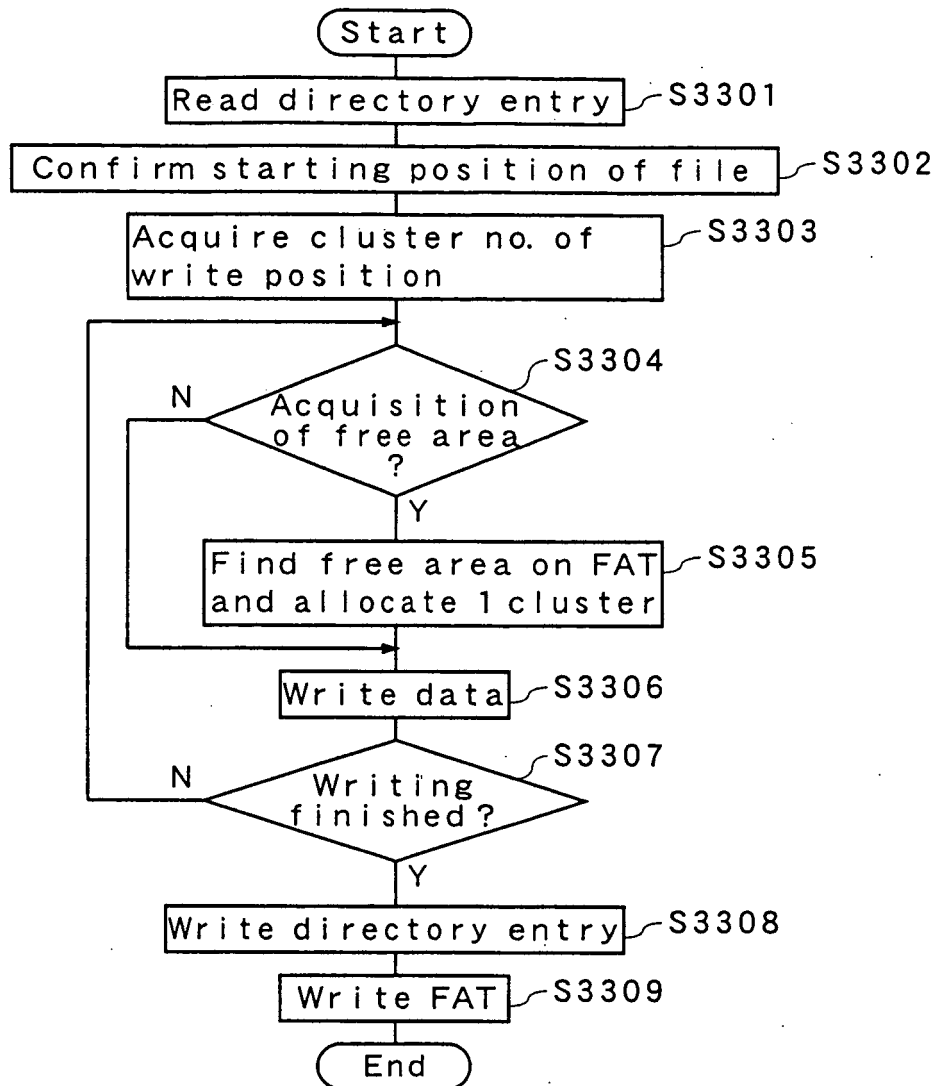 Start
Read directory entry
S3301
Confirm starting position of file
S3302
Acquire cluster no. of
write position
S3303
S3304
N
Acquisition
of free area
?
Y
Find free area on FAT
and allocate 1 cluster
S3305
Write data
S3306
S3307
N
Writing
finished?
Y
Write directory entry
S3308
Write FAT
S3309
End